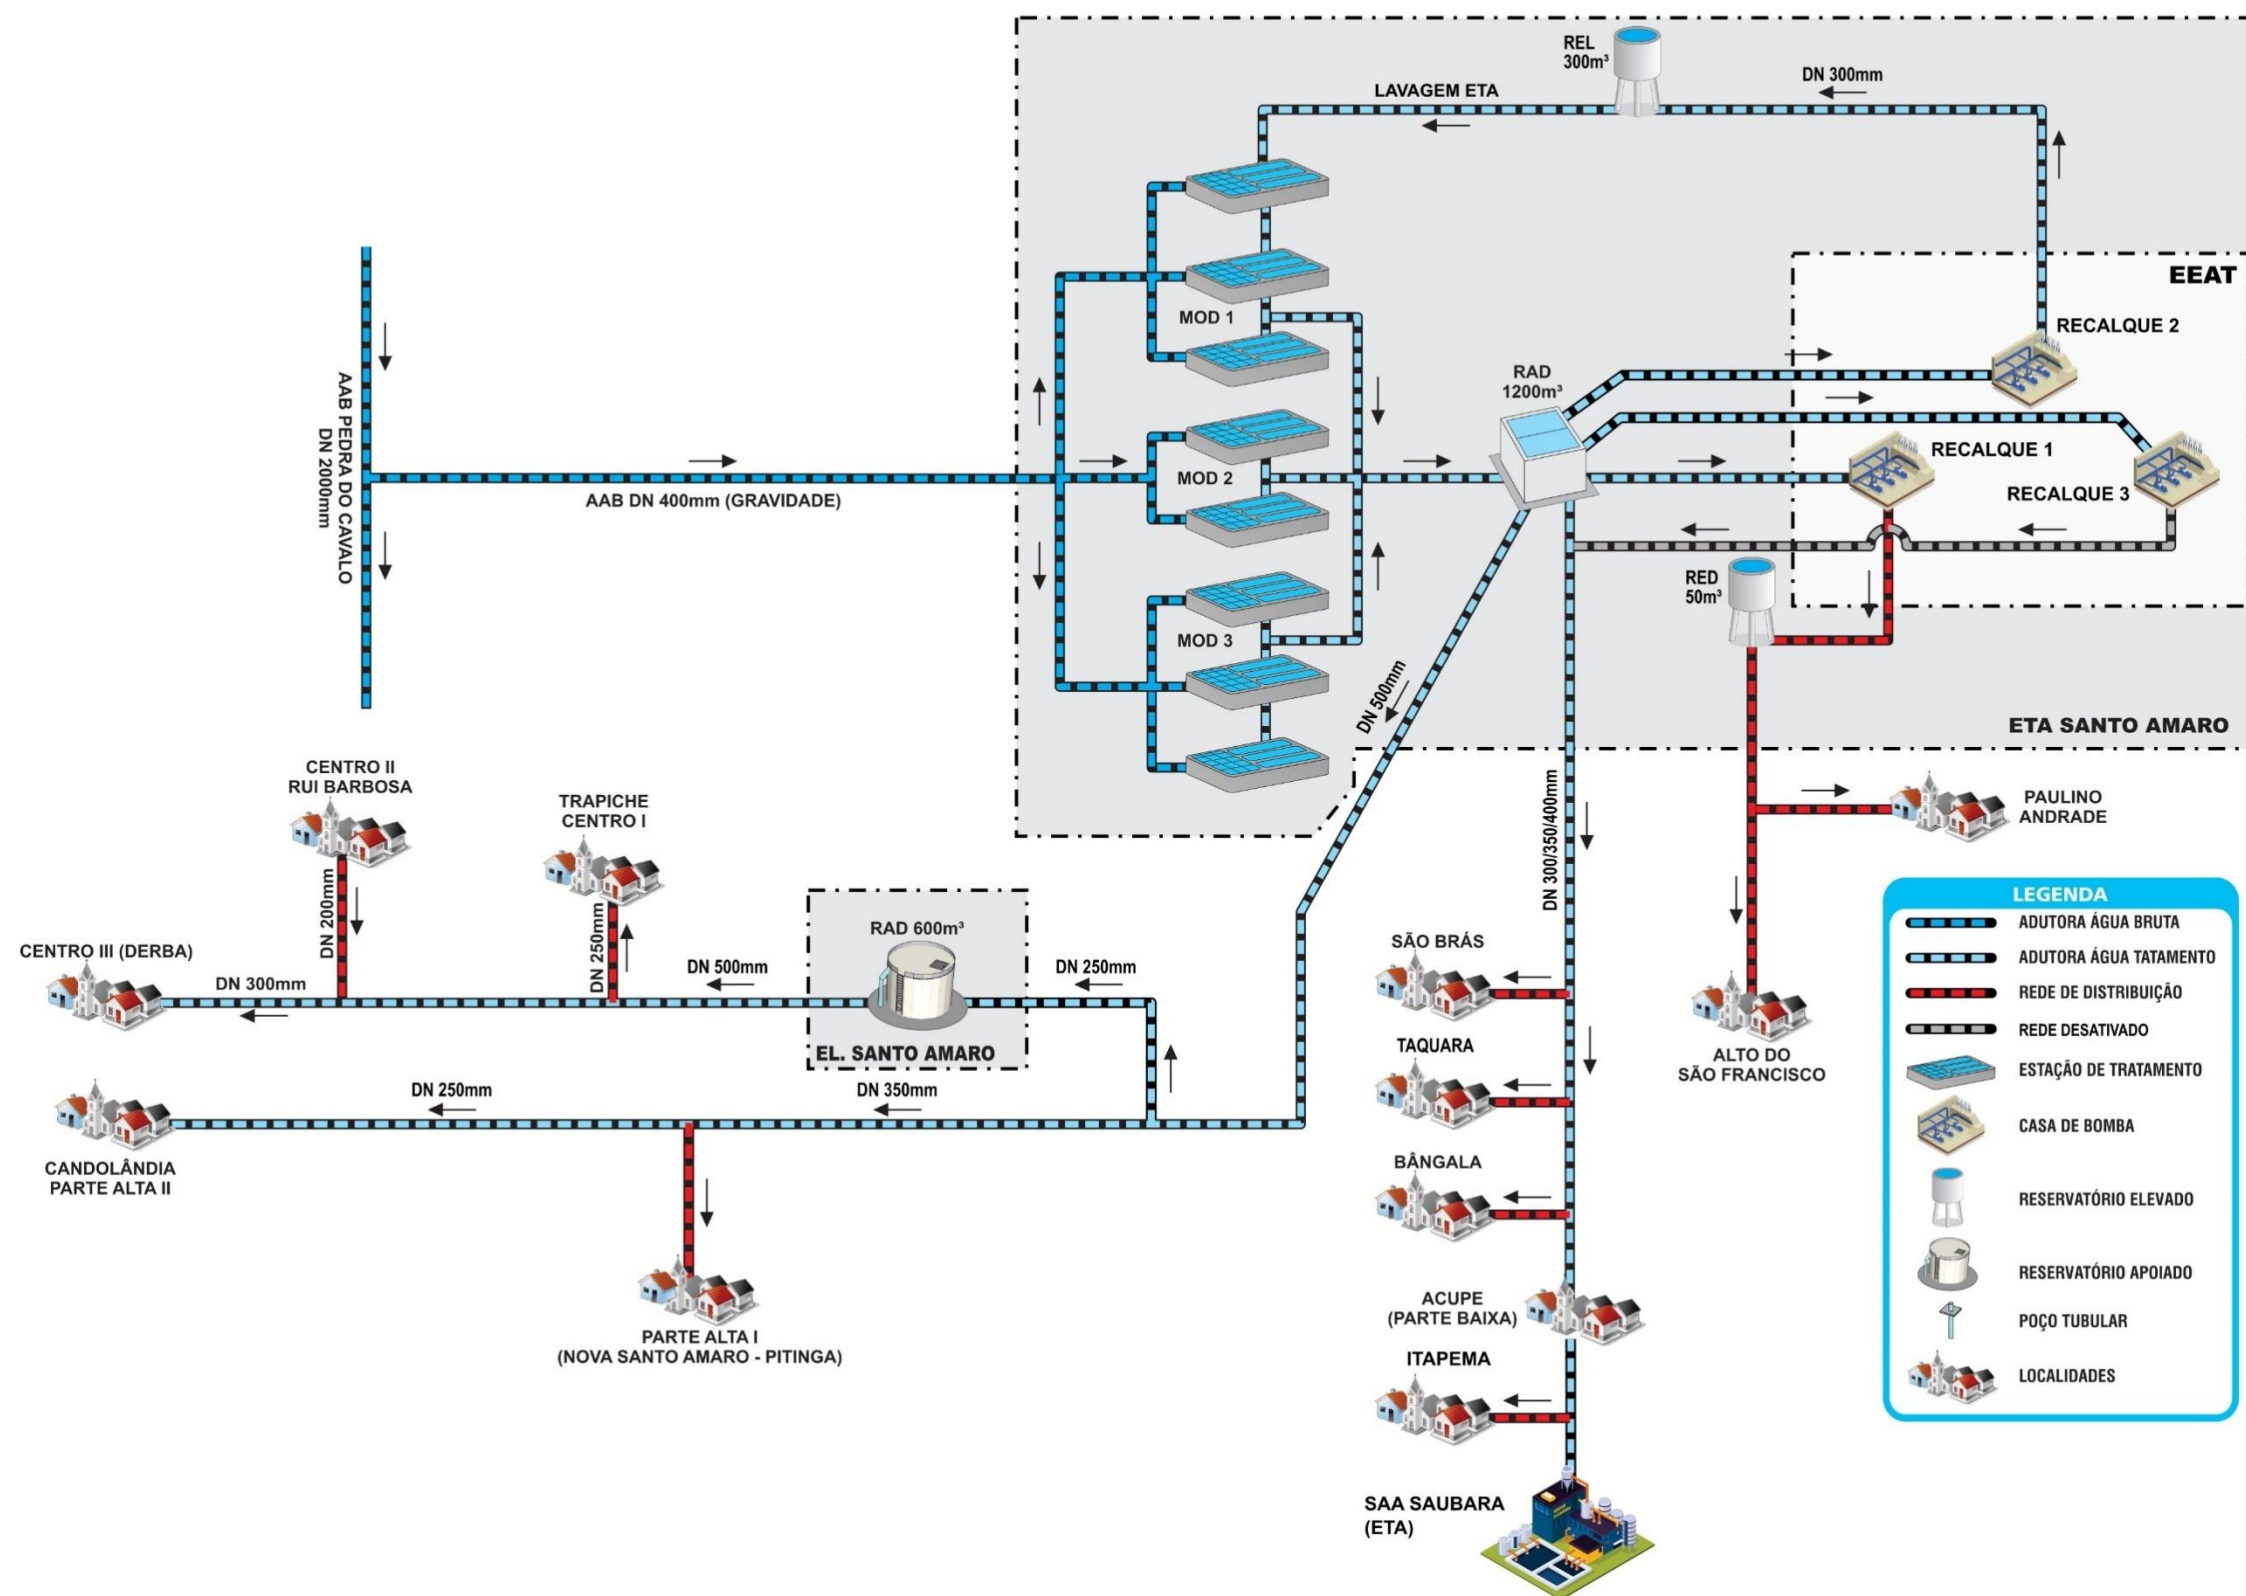 REL
300m³
DN 300mm
LAVAGEM ETA
EEAT
RECALQUE 2
MOD 1
RAD
1200m³
AAB PEDRA DO CAVALO
DN 2000mm
RECALQUE 1
MOD 2
AAB DN 400mm (GRAVIDADE)
RECALQUE 3
RED
50m³
MOD 3
DN 500mm
ETA SANTO AMARO
CENTRO II
RUI BARBOSA
TRAPICHE
CENTRO I
PAULINO
ANDRADE
DN 300/350/400mm
DN 200mm
DN 250mm
RAD 600m³
CENTRO III (DERBA)
DN 300mm
DN 500mm
DN 250mm
EL. SANTO AMARO
SÃO BRÁS
TAQUARA
ALTO DO
SÃO FRANCISCO
DN 250mm
DN 350mm
CANDOLÂNDIA
PARTE ALTA II
BÂNGALA
PARTE ALTA I
(NOVA SANTO AMARO - PITINGA)
ACUPE
(PARTE BAIXA)
ITAPEMA
SAA SAUBARA
(ETA)
LEGENDA
ADUTORA ÁGUA BRUTA
ADUTORA ÁGUA TATAMENTO
REDE DE DISTRIBUIÇÃO
REDE DESATIVADO
ESTAÇÃO DE TRATAMENTO
CASA DE BOMBA
RESERVATÓRIO ELEVADO
RESERVATÓRIO APOIADO
POÇO TUBULAR
LOCALIDADES